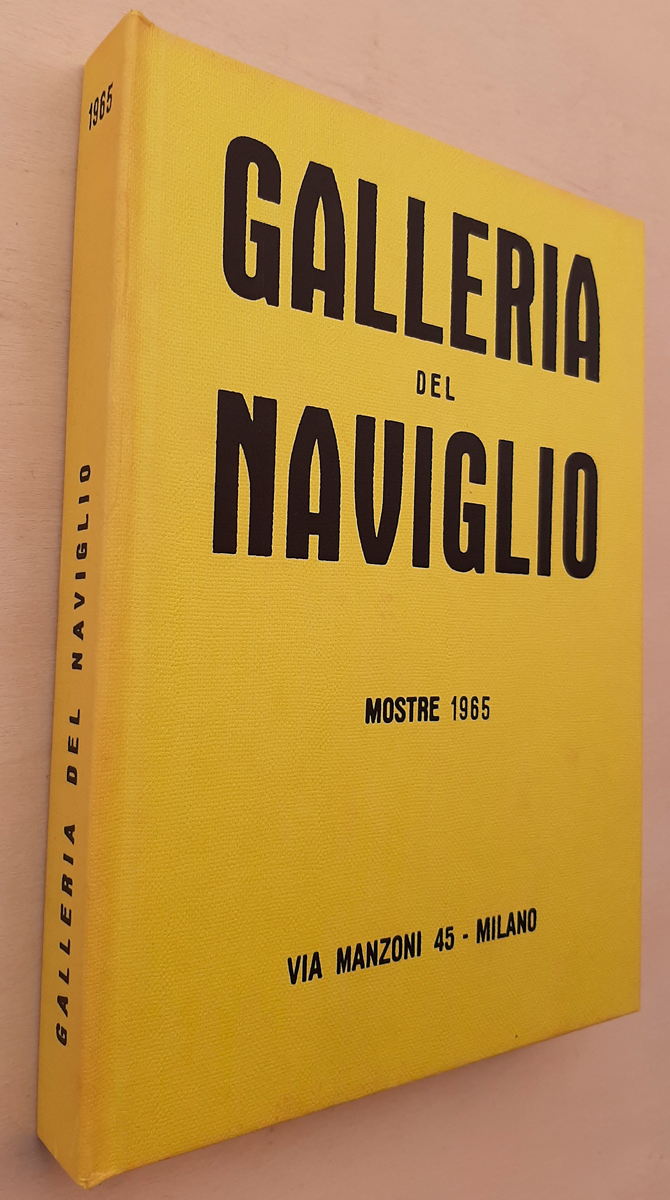 1965
GALLERIA DEL NAVIGLIO
GALLERIA
DEL
NAVIGLIO
MOSTRE 1965
VIA MANZONI 45 - MILANO